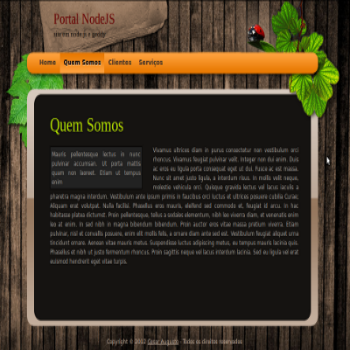 Portal NodeJS
Home Quem Somos Clientes Serviços
Quem Somos
Mauris pellentesque lectus in nunc
pulvinar accumsan. Ut porta mattis
quam non laoreet. Etiam ut tempus
enim
Vivamus ultrices diam in purus consectetur non vestibulum orci
rhoncus. Vivamus feugiat pulvinar velit. Integer non dui enim. Duis
ac eros eu ligula porta consequat eget ut dui. Fusce at est massa.
Nunc sit amet justo ligula, a interdum risus. In mollis velit neque,
molestie vehicula orci. Quisque gravida lectus vel lacus iaculis a
pharetra magna interdum. Vestibulum ante ipsum primis in faucibus orci luctus et ultrices posuere cubilia Curae;
Aliquam erat volutpat. Nulla facilisi. Phasellus eros mauris, eleifend sed commodo et, feugiat id arcu. In hac
habitasse platea dictumst. Proin pellentesque, tellus a sodales elementum, nibh leo viverra diam, et venenatis enim
leo at enim. In sed nibh in magna bibendum bibendum. Proin auctor eros vitae massa pretium viverra. Etiam
pulvinar, nisl et convallis posuere, enim elit mollis felis, a ornare diam ante sed est. Vestibulum feugiat aliquet urna
tincidunt ornare. Aenean vitae mauris metus. Suspendisse luctus adipiscing metus, eu tempus mauris lacinia quis.
Phasellus et nibh ut justo fermentum rhoncus. Proin sagittis neque vel lacus interdum lacinia. Sed eu ligula vel erat
euismod hendrerit eget vitae turpis.
Copyright © 2012 - Todos os direitos reservados